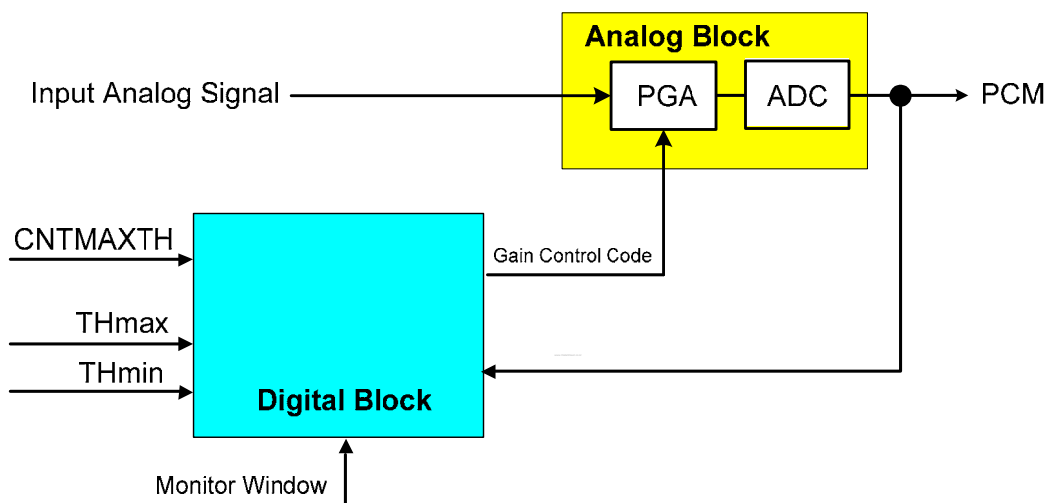 Analog Block
Input Analog Signal
PGA
ADC
PCM
CNTMAXTH
Gain Control Code
THmax
THmin
Digital Block
Monitor Window